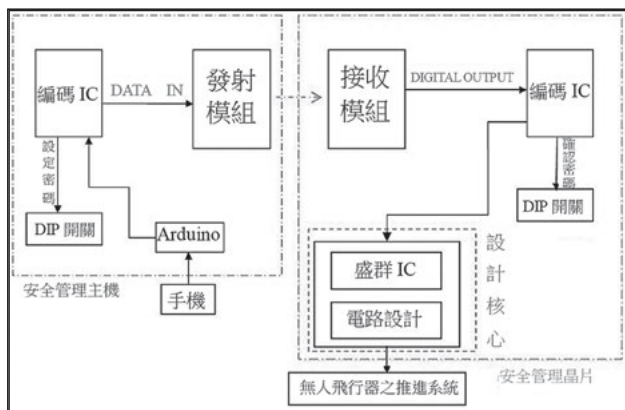 編碼 IC
DATA IN
發射
模組
設定密碼
DIP 開關
Arduino
手機
安全管理主機
接收
模組
DIGITAL OUTPUT
编碼 IC
確認密碼
DIP 開關
盛群 IC
電路設計
設計核心
無人飛行器之推進系統
安全管理晶片